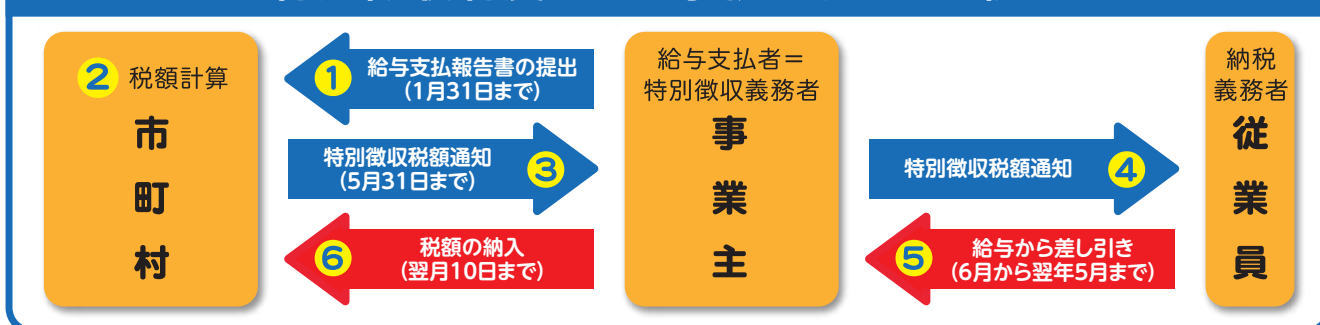 ② 税額計算
市町村
① 給与支払報告書の提出
(1月31日まで)
特別徴収税額通知
(5月31日まで) ③
⑥ 税額の納入
(翌月10日まで)
給与支払者＝
特別徴収義務者
事業主
特別徴収税額通知 ④
⑤ 給与から差し引き
(6月から翌年5月まで)
納税
義務者
従業員